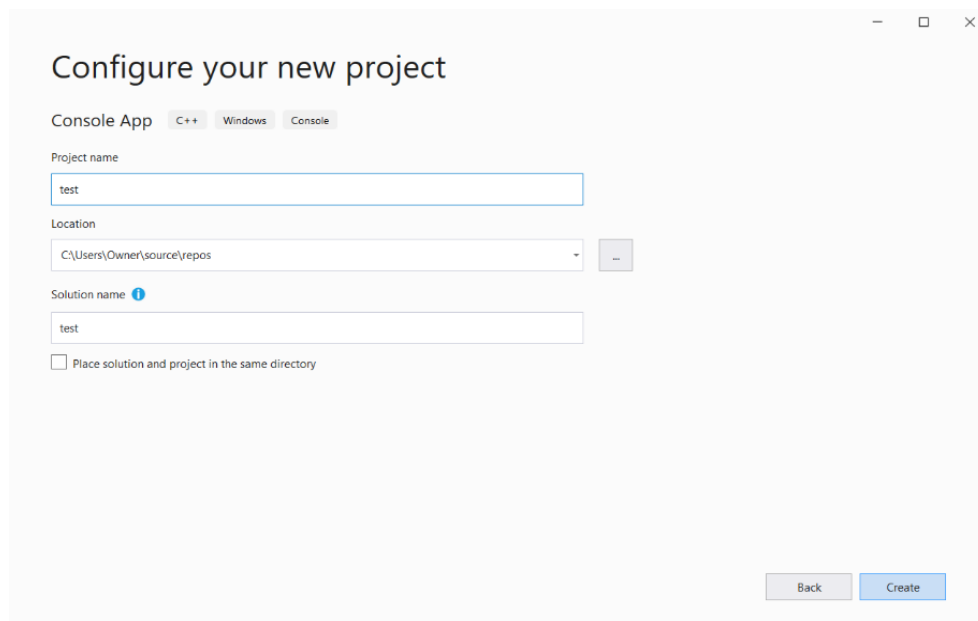 Configure your new project
Console App C++ Windows Console
Project name
test
Location
C:\Users\Owner\source\repos
...
Solution name
test
Place solution and project in the same directory
Back Create